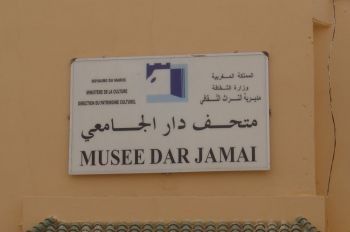 ROYAUME DU MAROC
MINISTERE DE LA CULTURE
DIRECTION DU PATRIMOINE CULTUREL
المملكة المغربية
وزارة الثقافة
مديرية التراث الثقافي
متحف دار الجامعي
MUSEE DAR JAMAI